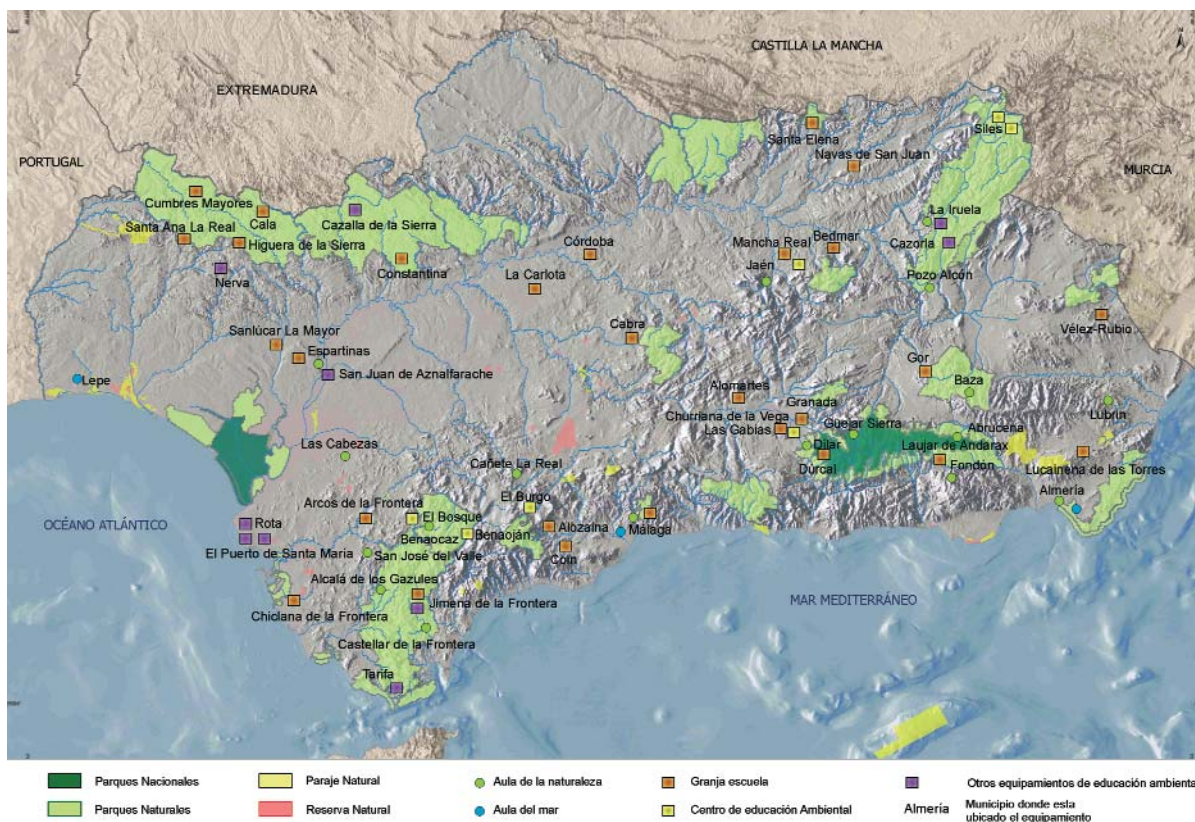 CASTILLA LA MANCHA
EXTREMADURA
PORTUGAL
MURCIA
Siles
Santa Elena
Navas de San Juan
Cumbres Mayores
Cala
Cazalla de la Sierra
La Iruela
Santa Ana La Real
Higuera de la Sierra
Córdoba
Mancha Real
Bedmar
Cazorla
Constantina
Nerva
La Carlota
Jaén
Pozo Alcón
Vélez-Rubio
Sanlúcar La Mayor
Cabra
Espartinas
San Juan de Aznalfarache
Lepe
Gor
Baza
Alomartes
Granada
Lubrín
Churriana de la Vega
Las Gabias
Güejar Sierra
Abrucena
Las Cabezas
Dílar
Laujar de Andarax
Dúrcal
Fondón
Lucainena de las Torres
Cañete La Real
El Burgo
Almería
Arcos de la Frontera
El Bosque
OCÉANO ATLÁNTICO
Rota
Benaocaz
Benaoján
Alozaina
Málaga
El Puerto de Santa María
San José del Valle
Coín
Alcalá de los Gazules
Jimena de la Frontera
MAR MEDITERRÁNEO
Chiclana de la Frontera
Castellar de la Frontera
Tarifa
Parques Nacionales
Paraje Natural
Aula de la naturaleza
Granja escuela
Otros equipamientos de educación ambiental
Parques Naturales
Reserva Natural
Aula del mar
Centro de educación Ambiental
Almería
Municipio donde esta
ubicado el equipamiento